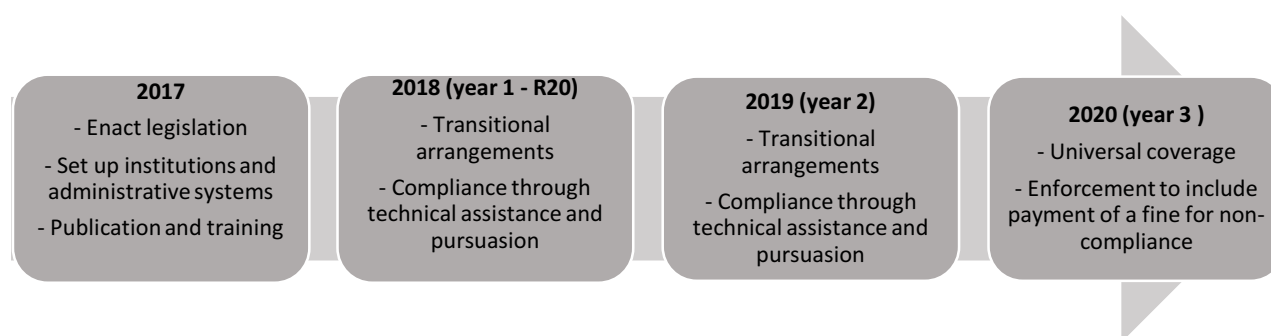 2017
- Enact legislation
- Set up institutions and
administrative systems
- Publication and training
2018 (year 1 - R20)
- Transitional
arrangements
- Compliance through
technical assistance and
pursuasion
2019 (year 2)
- Transitional
arrangements
- Compliance through
technical assistance and
pursuasion
2020 (year 3 )
- Universal coverage
- Enforcement to include
payment of a fine for non-
compliance